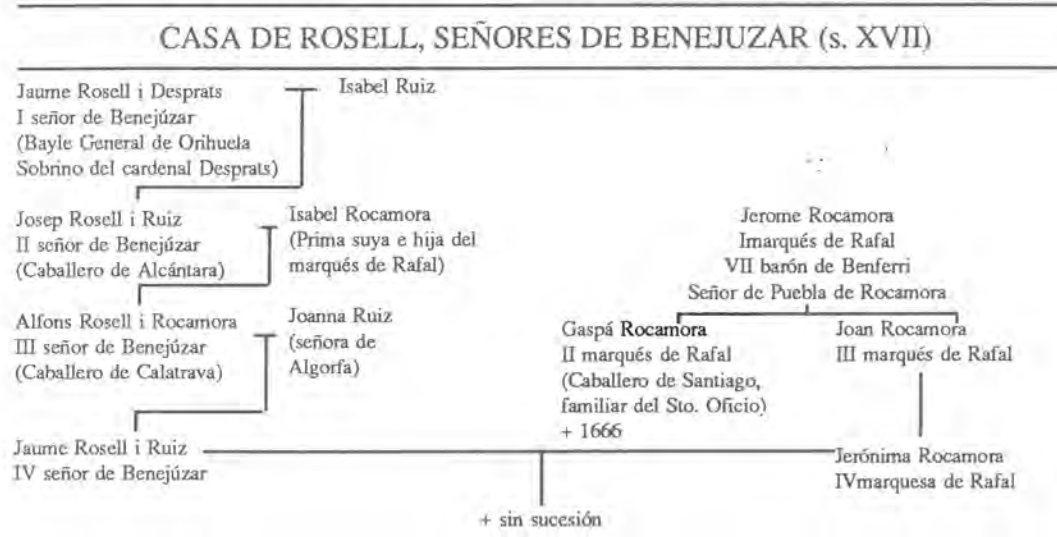 CASA DE ROSELL, SEÑORES DE BENEJUZAR (s. XVII)
Jaume Rosell i Desprats
I señor de Benejúzar
(Bayle General de Orihuela
Sobrino del cardenal Desprats)
Isabel Ruiz
Josep Rosell i Ruiz
II señor de Benejúzar
(Caballero de Alcántara)
Isabel Rocamora
(Prima suya e hija del
marqués de Rafal)
Alfons Rosell i Rocamora
III señor de Benejúzar
(Caballero de Calatrava)
Joanna Ruiz
(señora de
Algorfa)
Jaume Rosell i Ruiz
IV señor de Benejúzar
Jerome Rocamora
Imarqués de Rafal
VII barón de Benferri
Señor de Puebla de Rocamora
Gaspá Rocamora
II marqués de Rafal
(Caballero de Santiago,
familiar del Sto. Oficio)
+ 1666
Joan Rocamora
III marqués de Rafal
Jerónima Rocamora
IVmarquesa de Rafal
+ sin sucesión